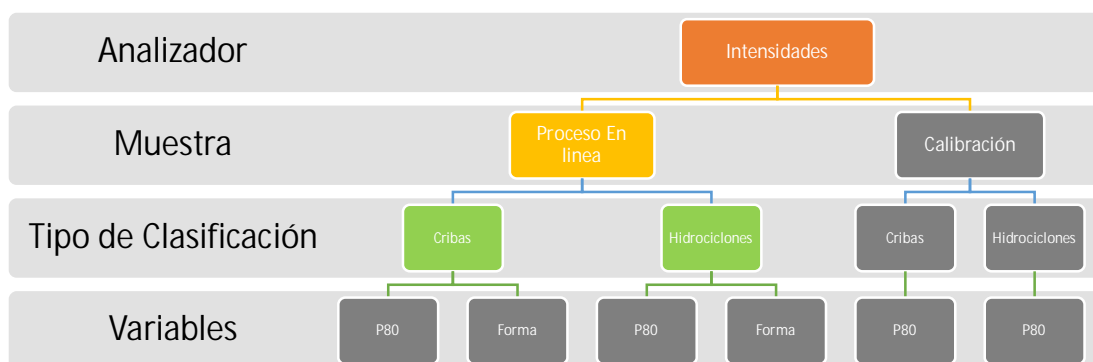 Analizador
Intensidades
Muestra
Proceso En
linea
Calibración
Tipo de Clasificación
Cribas
Hidrociclones
Cribas
Hidrociclones
Variables
P80
Forma
P80
Forma
P80
P80